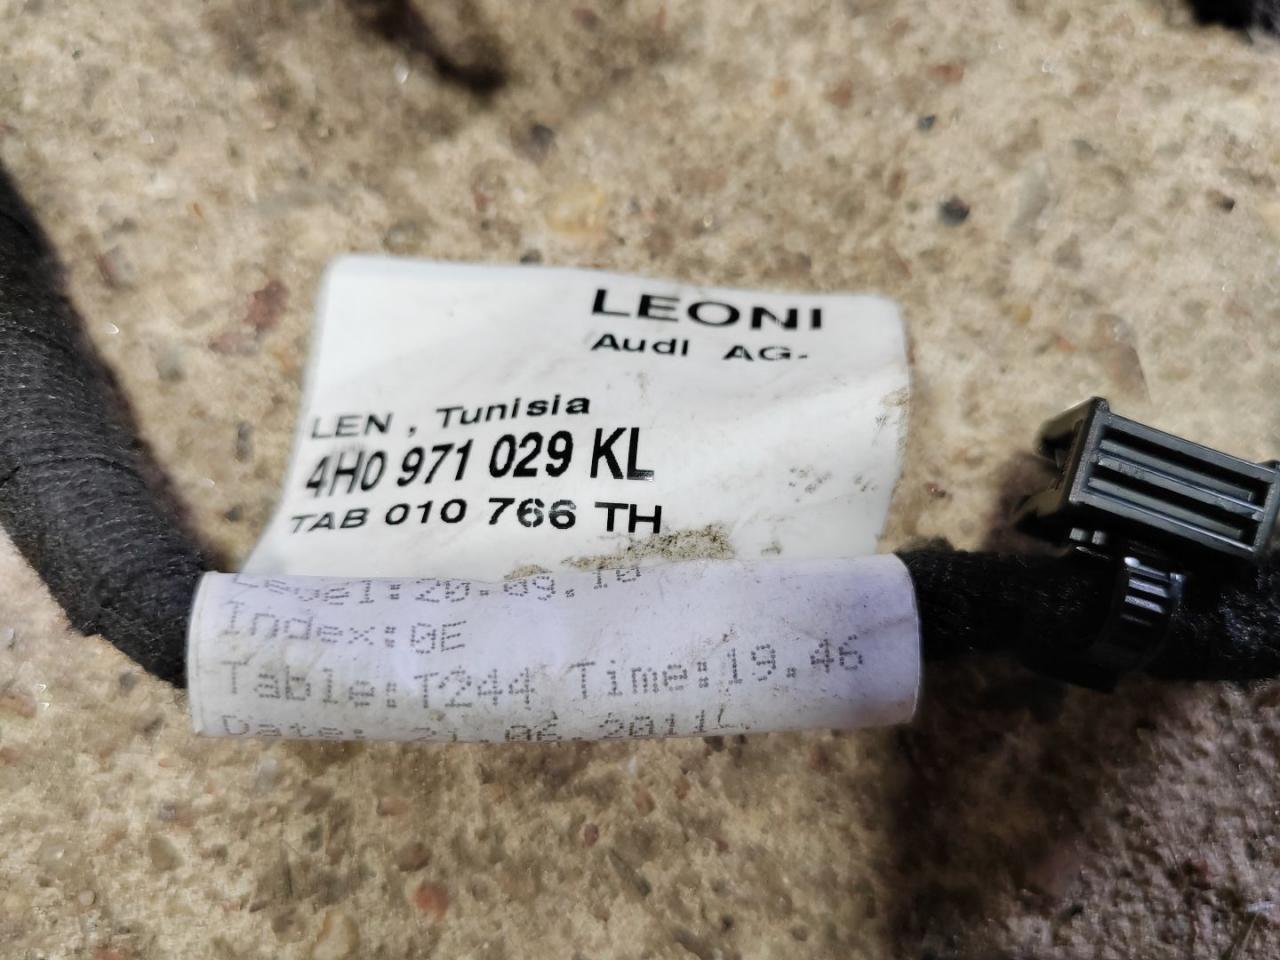 LEONI
Audi AG-
LEN , Tunisia
4H0 971 029 KL
TAB 010 766 TH
Index:0E
Table:T244 Time:19.46
Date: